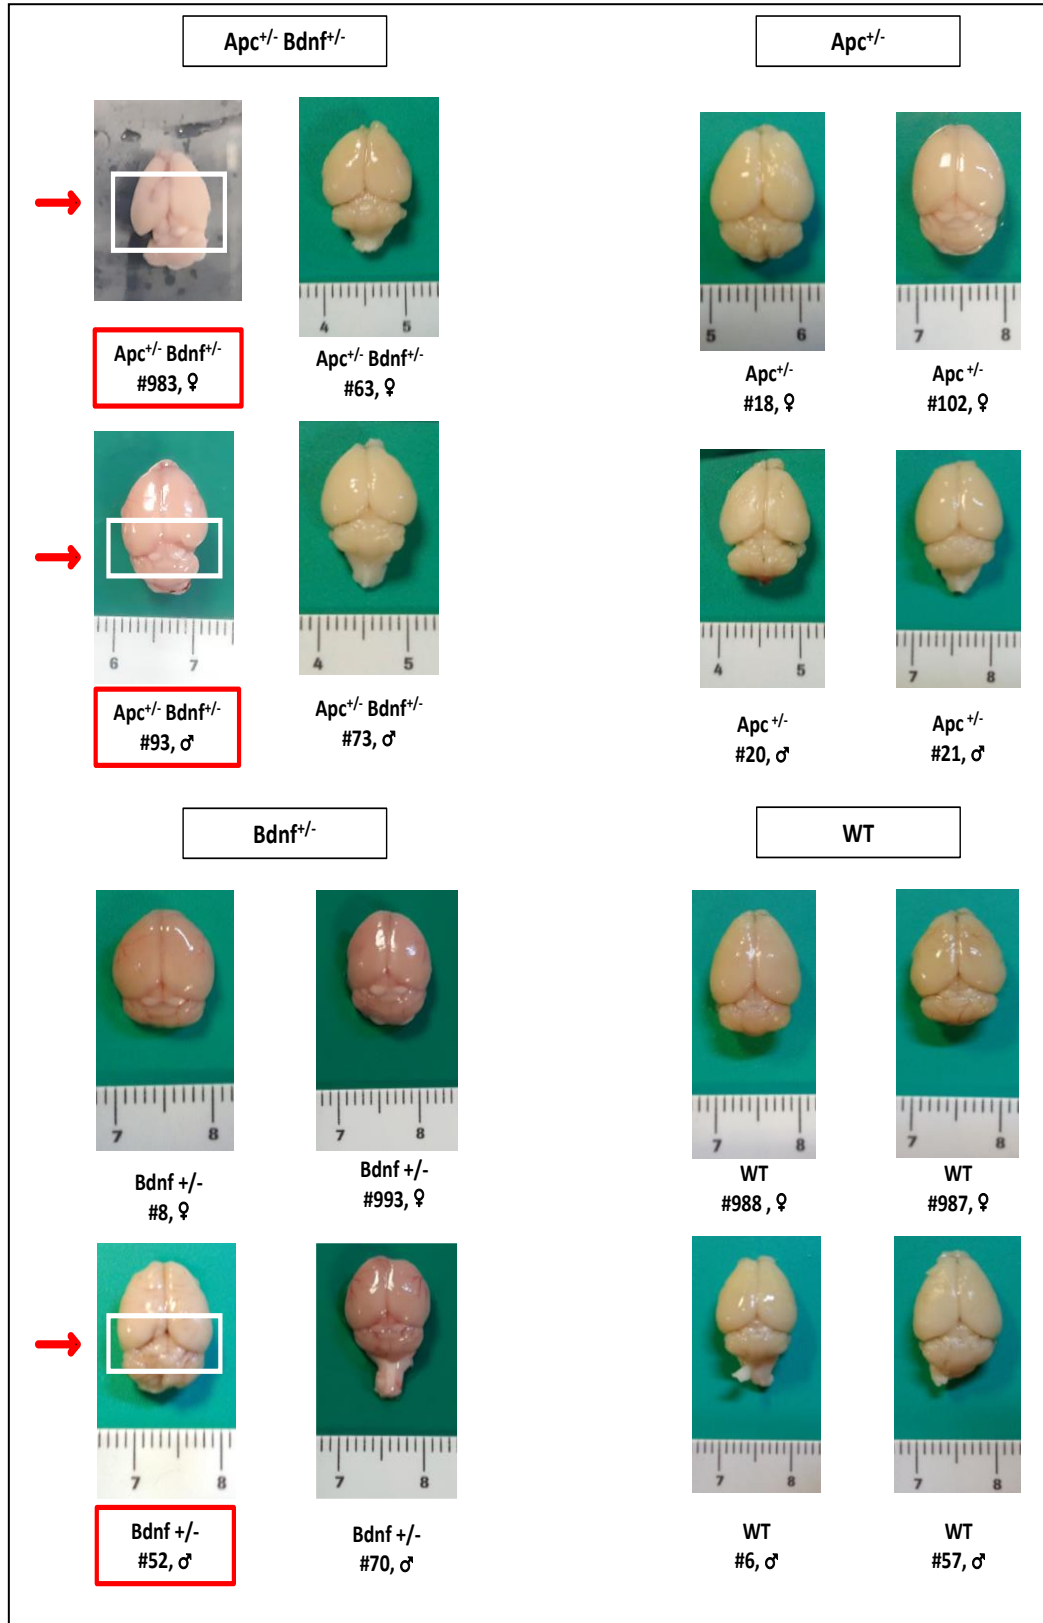 Apc+/- Bdnf+/-
Apc+/-
4 5
5 6
7 8
Apc+/- Bdnf+/-
#983, ♀
Apc+/- Bdnf+/-
#63, ♀
Apc+/-
#18, ♀
Apc +/-
#102, ♀
6 7
4 5
4 5
7 8
Apc+/- Bdnf+/-
#93, ♂
Apc+/- Bdnf+/-
#73, ♂
Apc +/-
#20, ♂
Apc +/-
#21, ♂
Bdnf+/-
WT
7 8
7 8
7 8
7 8
Bdnf +/-
#8, ♀
Bdnf +/-
#993, ♀
WT
#988 , ♀
WT
#987, ♀
7 8
7 8
7 8
7 8
Bdnf +/-
#52, ♂
Bdnf +/-
#70, ♂
WT
#6, ♂
WT
#57, ♂